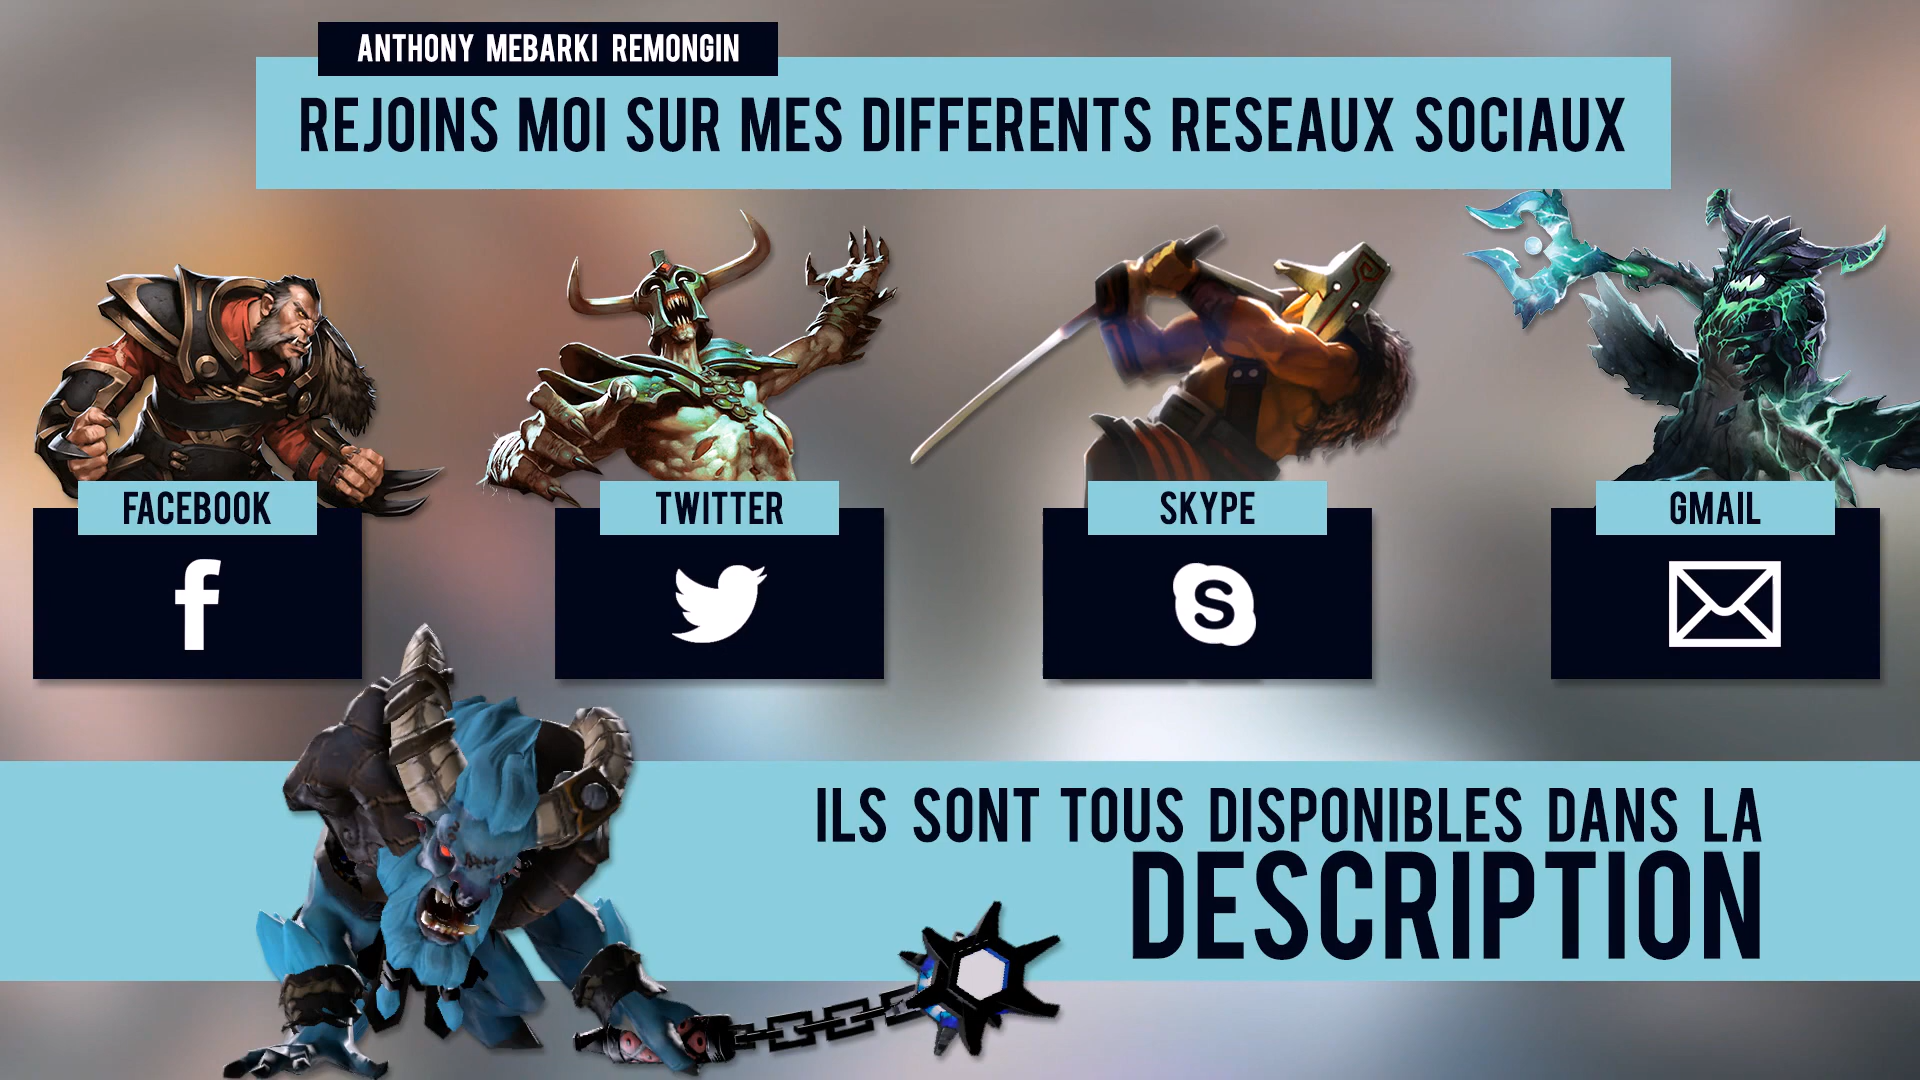 ANTHONY MEBARKI REMONGIN
REJOINS MOI SUR MES DIFFERENTS RESEAUX SOCIAUX
FACEBOOK
TWITTER
SKYPE
GMAIL
ILS SONT TOUS DISPONIBLES DANS LA
DESCRIPTION